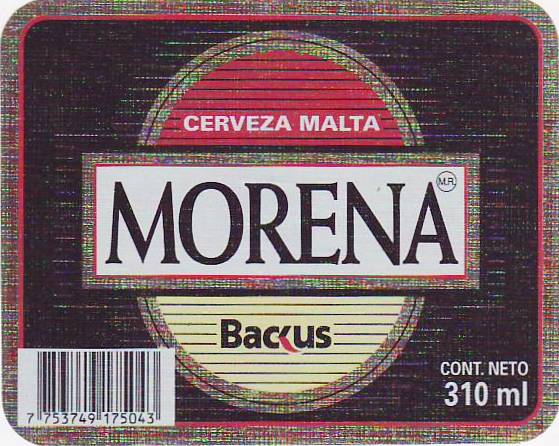 CERVEZA MALTA
MORENA M.R.
Backus
CONT. NETO
310 ml
7 753749 175043